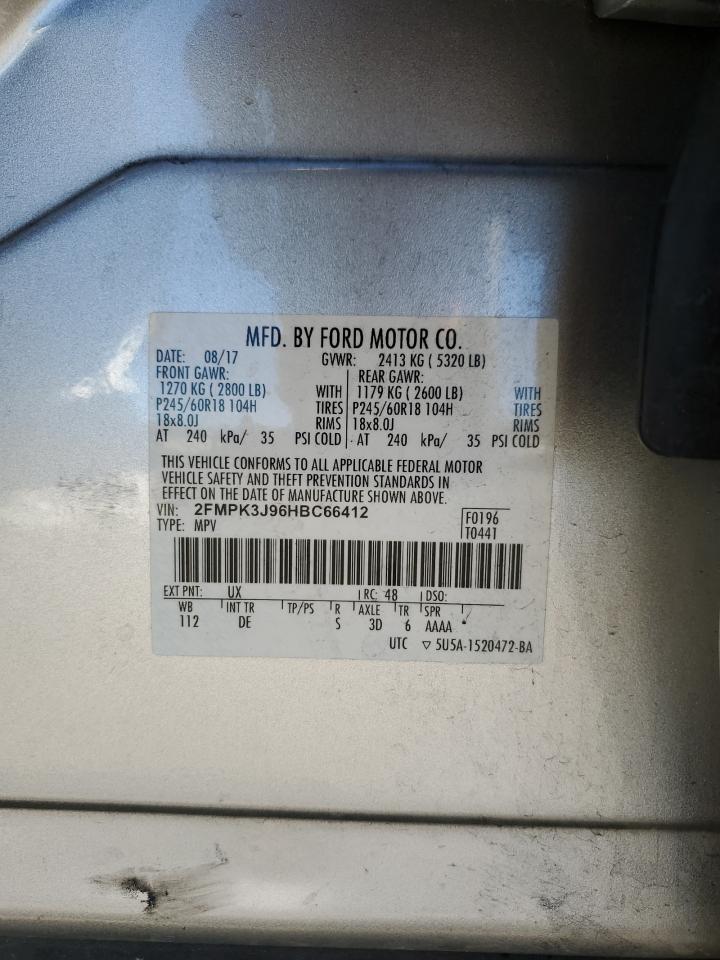 MFD. BY FORD MOTOR CO.
DATE: 08/17 GVWR: 2413 KG ( 5320 LB)
FRONT GAWR: REAR GAWR:
1270 KG ( 2800 LB) WITH 1179 KG ( 2600 LB) WITH
P245/60R18 104H TIRES P245/60R18 104H TIRES
18x8.0J RIMS 18x8.0J RIMS
AT 240 kPa/ 35 PSI COLD AT 240 kPa/ 35 PSI COLD
THIS VEHICLE CONFORMS TO ALL APPLICABLE FEDERAL MOTOR
VEHICLE SAFETY AND THEFT PREVENTION STANDARDS IN
EFFECT ON THE DATE OF MANUFACTURE SHOWN ABOVE.
VIN: 2FMPK3J96HBC66412 F0196
TYPE: MPV T0441
EXT PNT: UX RC: 48 DSO:
WB INT TR TP/PS R AXLE TR SPR
112 DE S 3D 6 AAAA
UTC ▽ 5U5A-1520472-BA